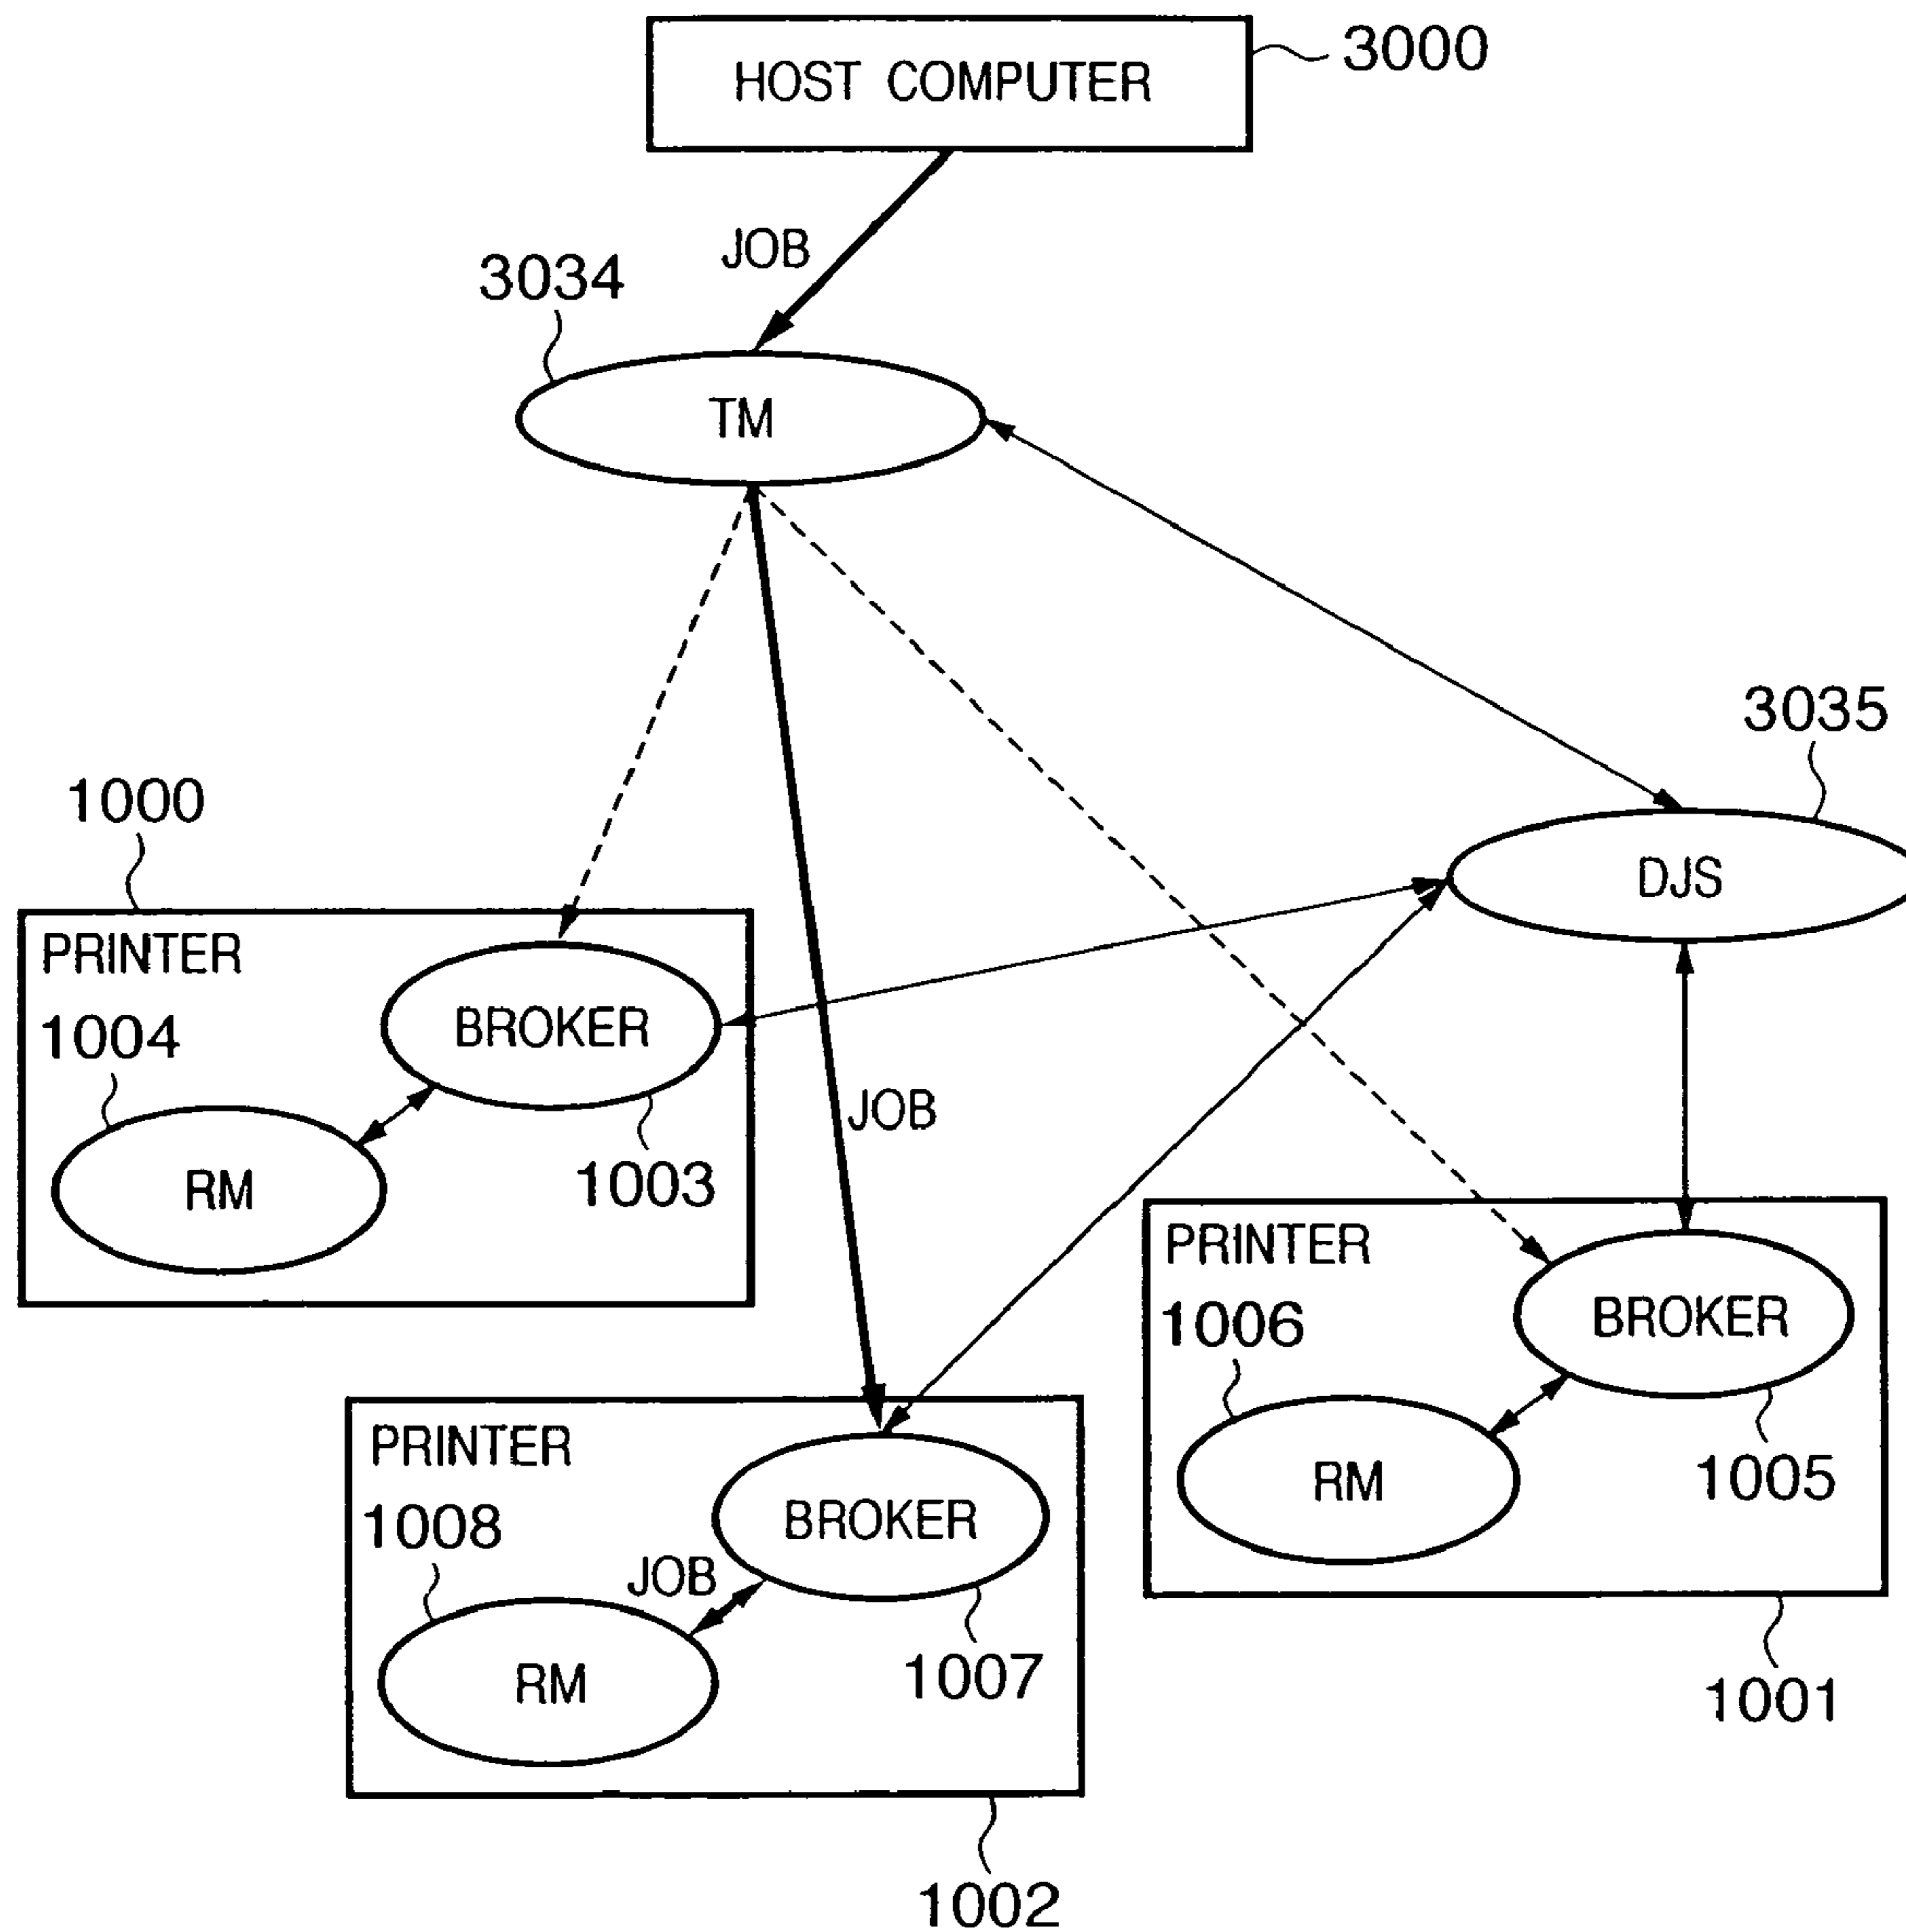 HOST COMPUTER
3000
JOB
3034
TM
3035
DJS
1000
PRINTER
1004
BROKER
RM
1003
JOB
PRINTER
1006
BROKER
RM
1005
1001
PRINTER
1008
BROKER
JOB
RM
1007
1002